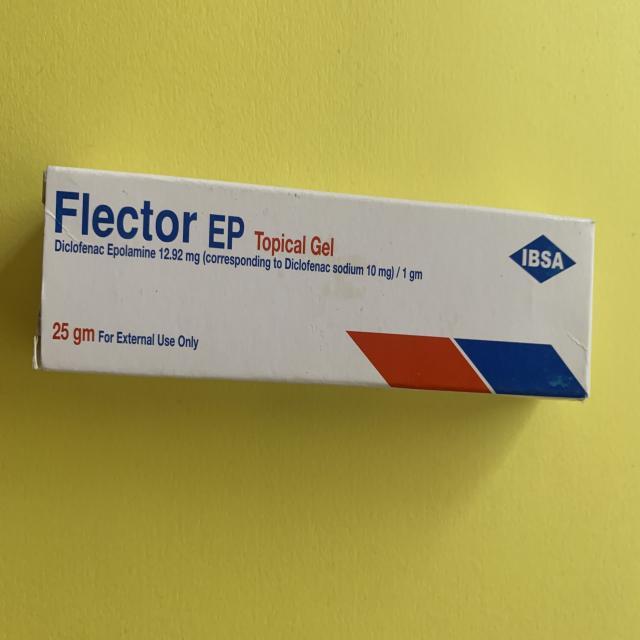 Flector EP Topical Gel
IBSA
Diclofenac Epolamine 12.92 mg (corresponding to Diclofenac sodium 10 mg) / 1 gm
25 gm For External Use Only